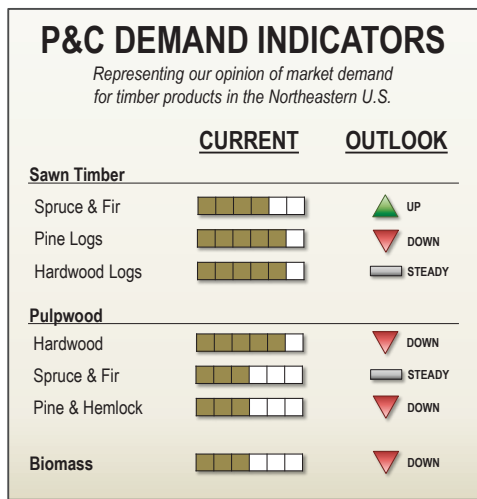 P&C DEMAND INDICATORS
Representing our opinion of market demand
for timber products in the Northeastern U.S.
CURRENT OUTLOOK
Sawn Timber
Spruce & Fir UP
Pine Logs DOWN
Hardwood Logs STEADY
Pulpwood
Hardwood DOWN
Spruce & Fir STEADY
Pine & Hemlock DOWN
Biomass DOWN